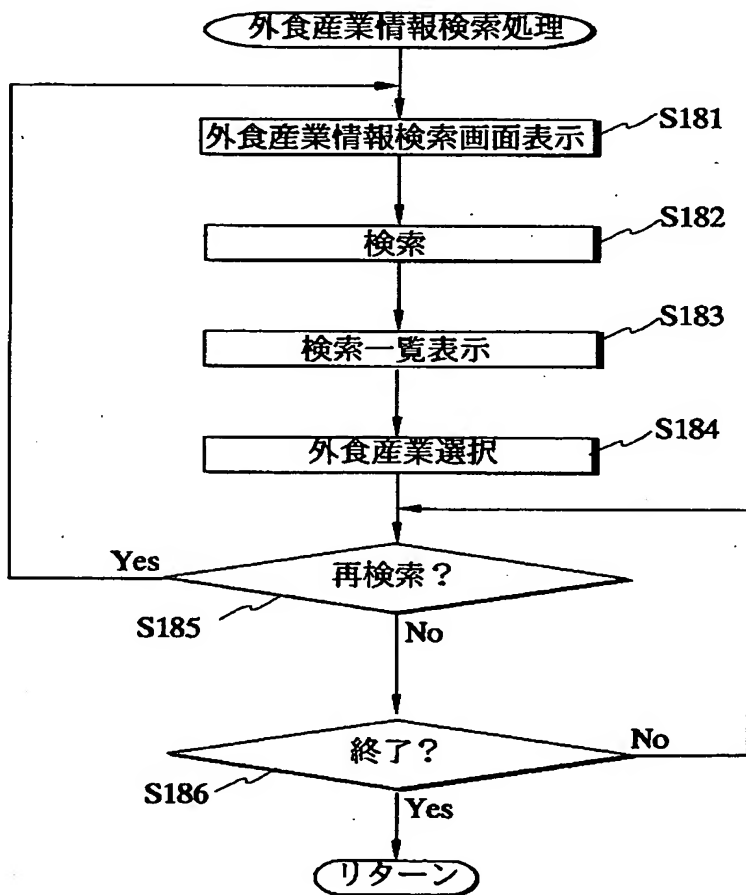 外食産業情報検索処理
外食産業情報検索画面表示
S181
検索
S182
検索一覧表示
S183
外食産業選択
S184
Yes
再検索？
S185
No
終了？
No
S186
Yes
リターン